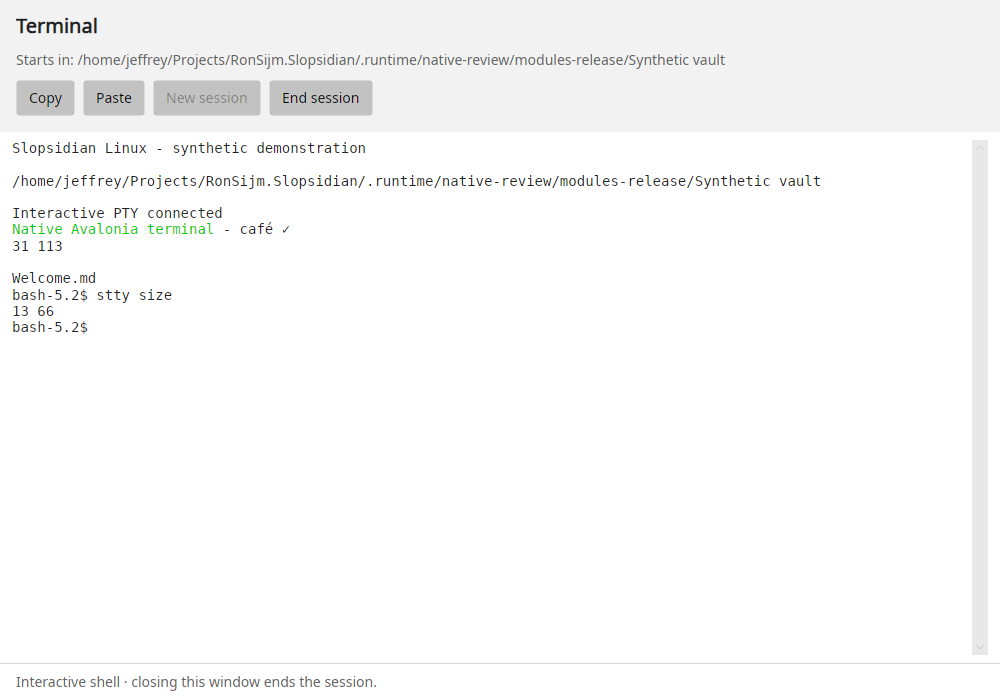 Terminal
Starts in: /home/jeffrey/Projects/RonSijm.Slopsidian/.runtime/native-review/modules-release/Synthetic vault
Copy Paste New session End session
Slopsidian Linux - synthetic demonstration
/home/jeffrey/Projects/RonSijm.Slopsidian/.runtime/native-review/modules-release/Synthetic vault
Interactive PTY connected
Native Avalonia terminal - café ✓
31 113
Welcome.md
bash-5.2$ stty size
13 66
bash-5.2$
Interactive shell · closing this window ends the session.